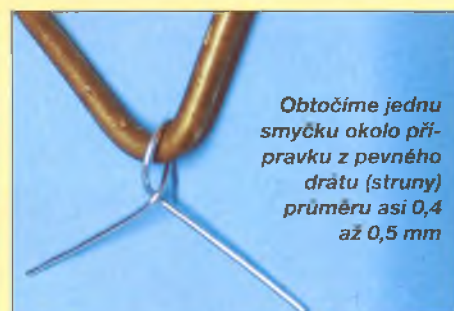 Obtočíme jednu
smyčku okolo pří-
pravku z pevného
drátu (struny)
průměru asi 0,4
až 0,5 mm